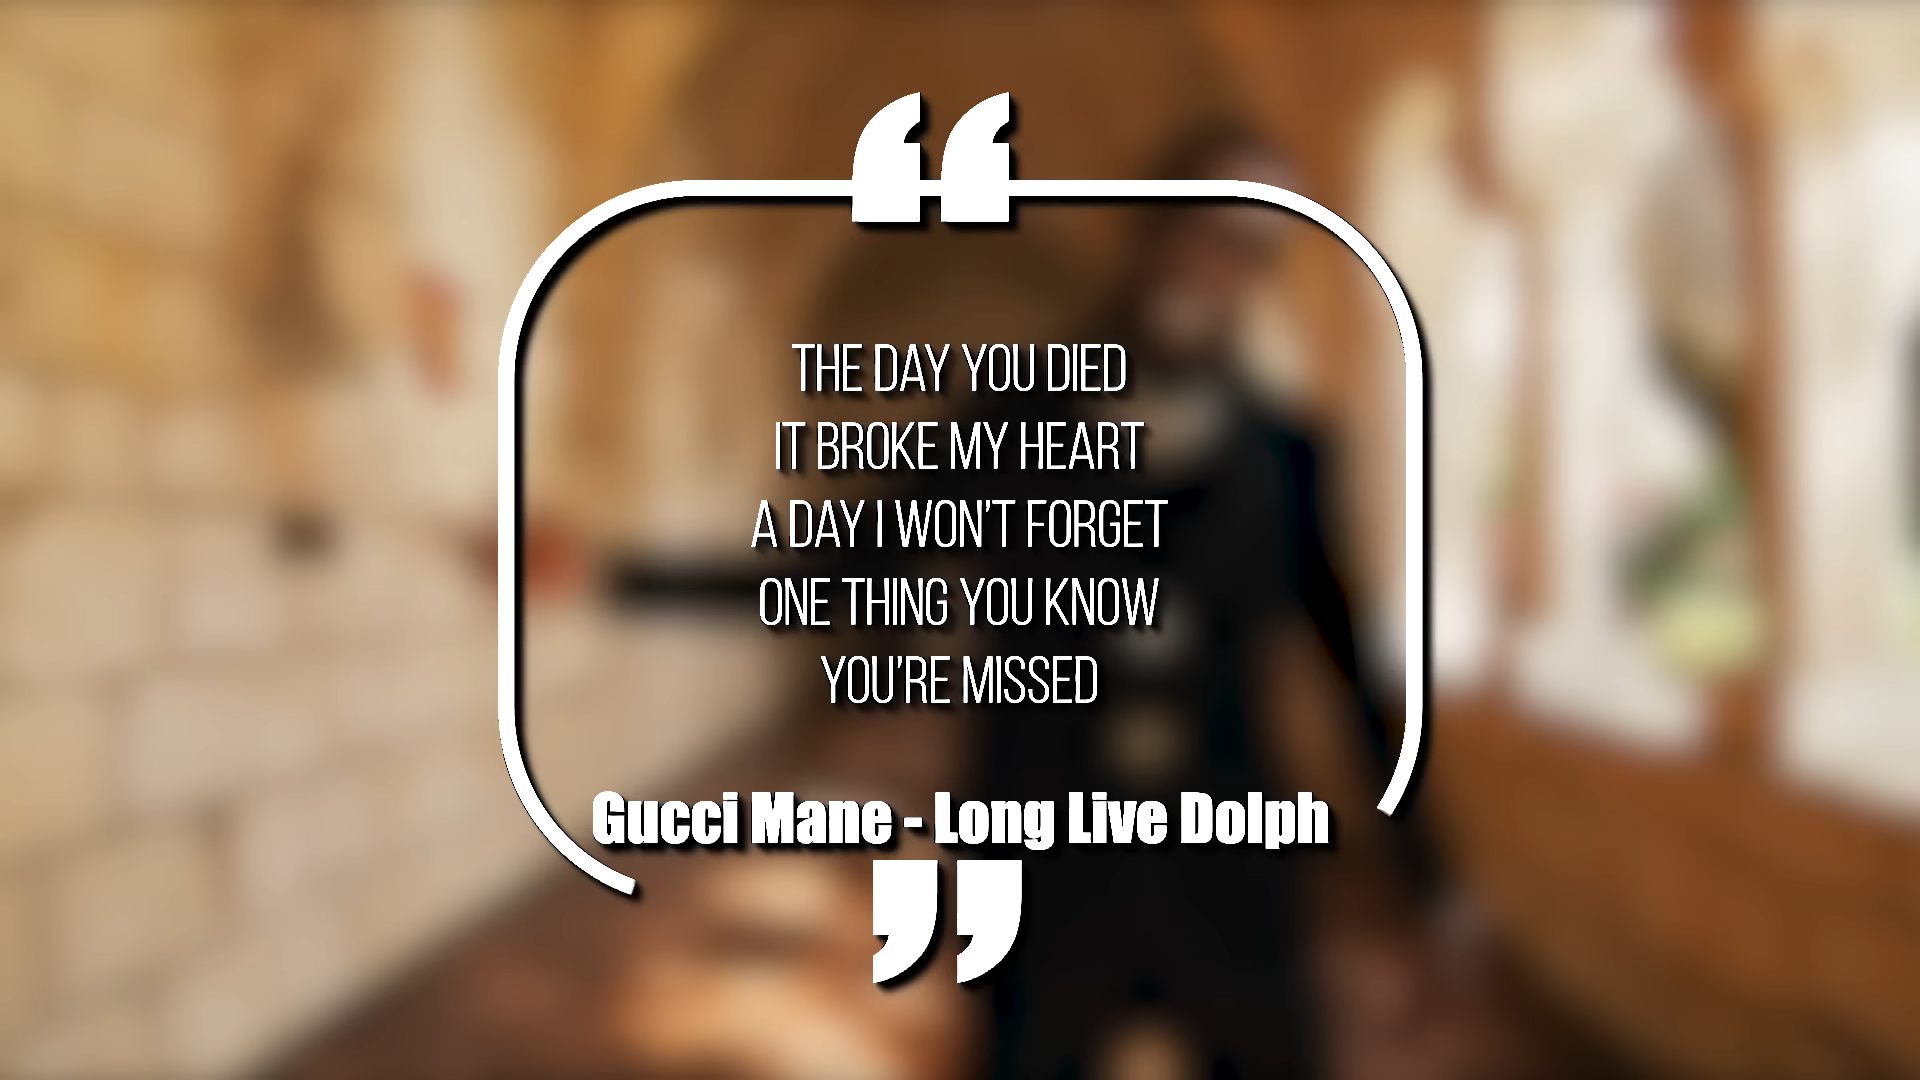 “
THE DAY YOU DIED
IT BROKE MY HEART
A DAY I WON'T FORGET
ONE THING YOU KNOW
YOU'RE MISSED
Gucci Mane - Long Live Dolph
”